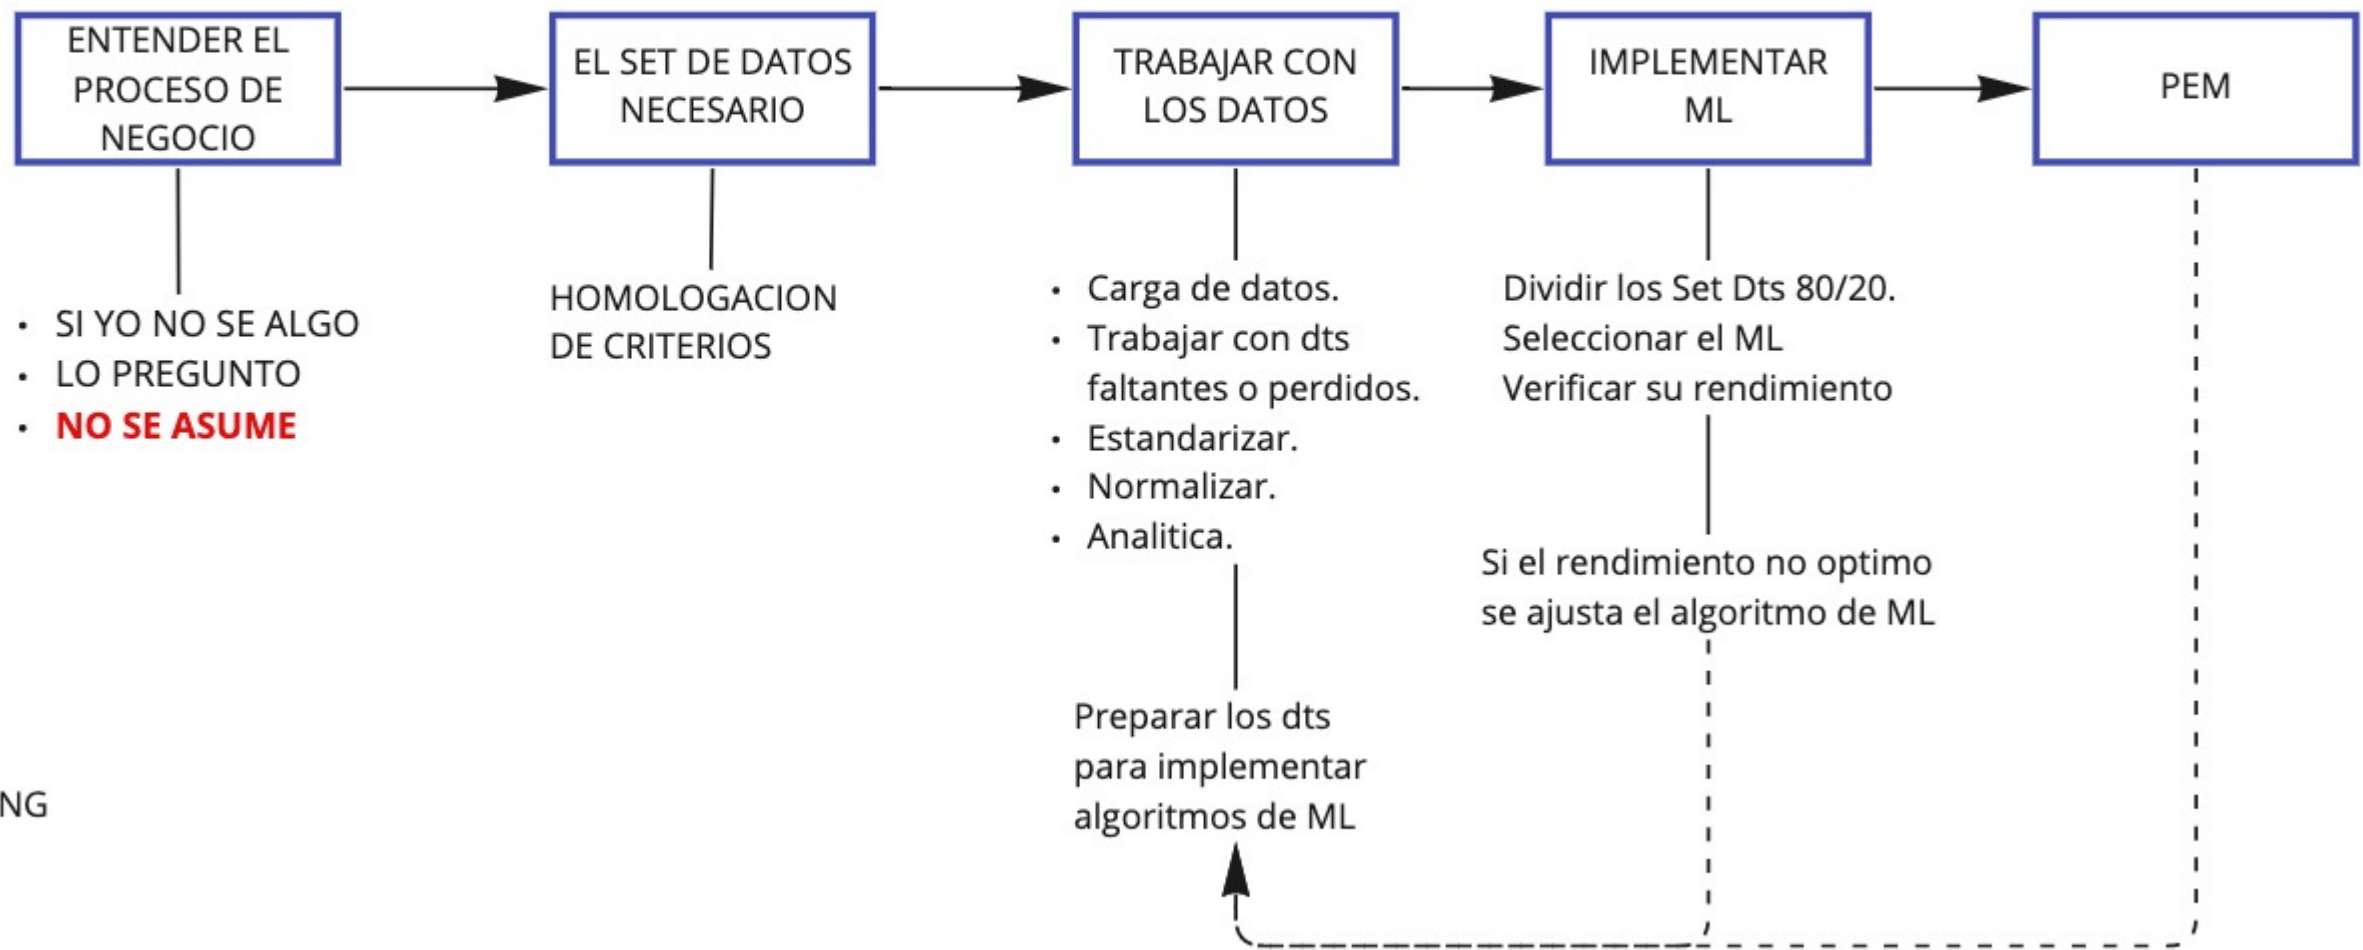 ENTENDER EL
PROCESO DE
NEGOCIO
EL SET DE DATOS
NECESARIO
TRABAJAR CON
LOS DATOS
IMPLEMENTAR
ML
PEM
• SI YO NO SE ALGO
• LO PREGUNTO
• NO SE ASUME
HOMOLOGACION
DE CRITERIOS
• Carga de datos.
• Trabajar con dts
faltantes o perdidos.
• Estandarizar.
• Normalizar.
• Analitica.
Preparar los dts
para implementar
algoritmos de ML
Dividir los Set Dts 80/20.
Seleccionar el ML
Verificar su rendimiento
Si el rendimiento no optimo
se ajusta el algoritmo de ML
NG